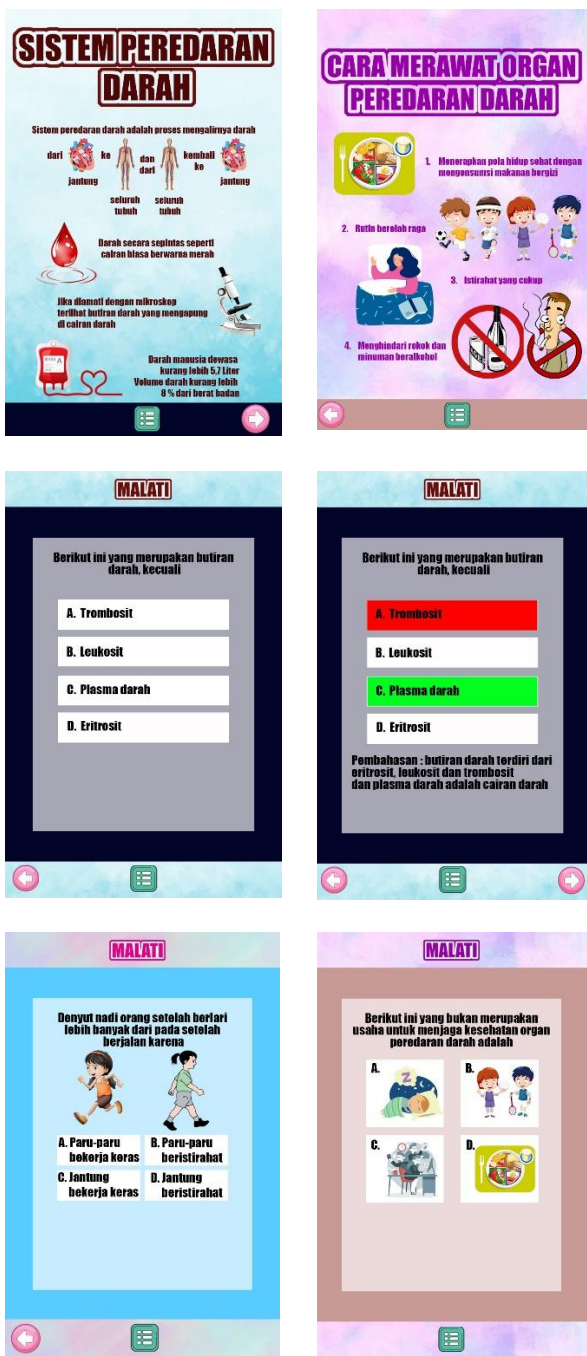 SISTEM PEREDARAN
DARAH
Sistem peredaran darah adalah proses mengalirnya darah
dari ke dan dari kembali ke
jantung seluruh tubuh seluruh tubuh jantung
Darah secara sepintas seperti
cairan biasa berwarna merah
Jika diamati dengan mikroskop
terlihat butiran darah yang mengapung
di cairan darah
A
Darah manusia dewasa
kurang lebih 5,7 Liter
Volume darah kurang lebih
8 % dari berat badan
CARA MERAWAT ORGAN
PEREDARAN DARAH
1. Menerapkan pola hidup sehat dengan
mengonsumsi makanan bergizi
2. Rutin beralah raga
3. Istirahat yang cukup
4. Menghindari rokok dan
minuman beralkohol
MALATI
Berikut ini yang merupakan butiran
darah, kecuali
A. Trombosit
B. Leukosit
C. Plasma darah
D. Eritrosit
MALATI
Berikut ini yang merupakan butiran
darah, kecuali
A. Trombosit
B. Leukosit
C. Plasma darah
D. Eritrosit
Pembahasan : butiran darah terdiri dari
eritrosit, leukosit dan trombosit
dan plasma darah adalah cairan darah
MALATI
Denyut nadi orang setelah berlari
lebih banyak dari pada setelah
berjalan karena
A. Paru-paru
bekerja keras
B. Paru-paru
beristirahat
C. Jantung
bekerja keras
D. Jantung
beristirahat
MALATI
Berikut ini yang bukan merupakan
usaha untuk menjaga kesehatan organ
peredaran darah adalah
A.
Z
B.
C.
D.